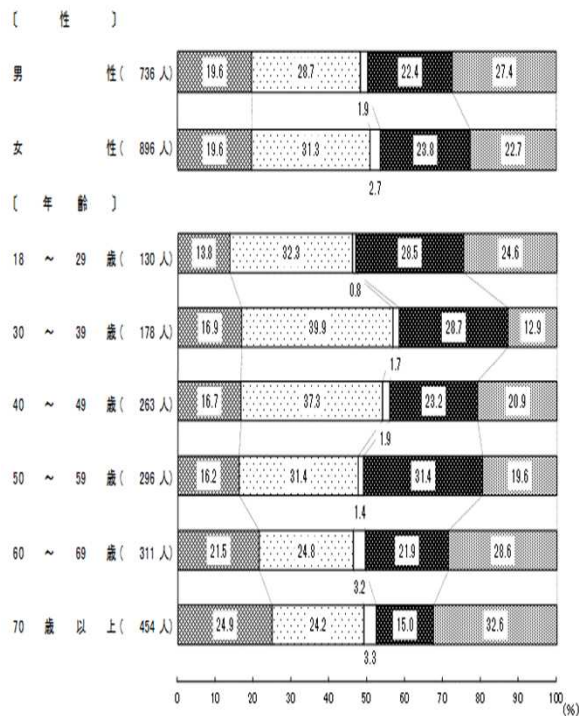 〔 性 〕
男 性( 736 人) 19.6 28.7 22.4 27.4
1.9
女 性( 896 人) 19.6 31.3 23.8 22.7
2.7
〔 年 齢 〕
18 ～ 29 歳( 130 人) 13.8 32.3 28.5 24.6
0.8
30 ～ 39 歳( 178 人) 16.9 39.9 28.7 12.9
1.7
40 ～ 49 歳( 263 人) 16.7 37.3 23.2 20.9
1.9
50 ～ 59 歳( 296 人) 16.2 31.4 31.4 19.6
1.4
60 ～ 69 歳( 311 人) 21.5 24.8 21.9 28.6
3.2
70 歳 以 上( 454 人) 24.9 24.2 15.0 32.6
3.3
0 10 20 30 40 50 60 70 80 90 100
(%)